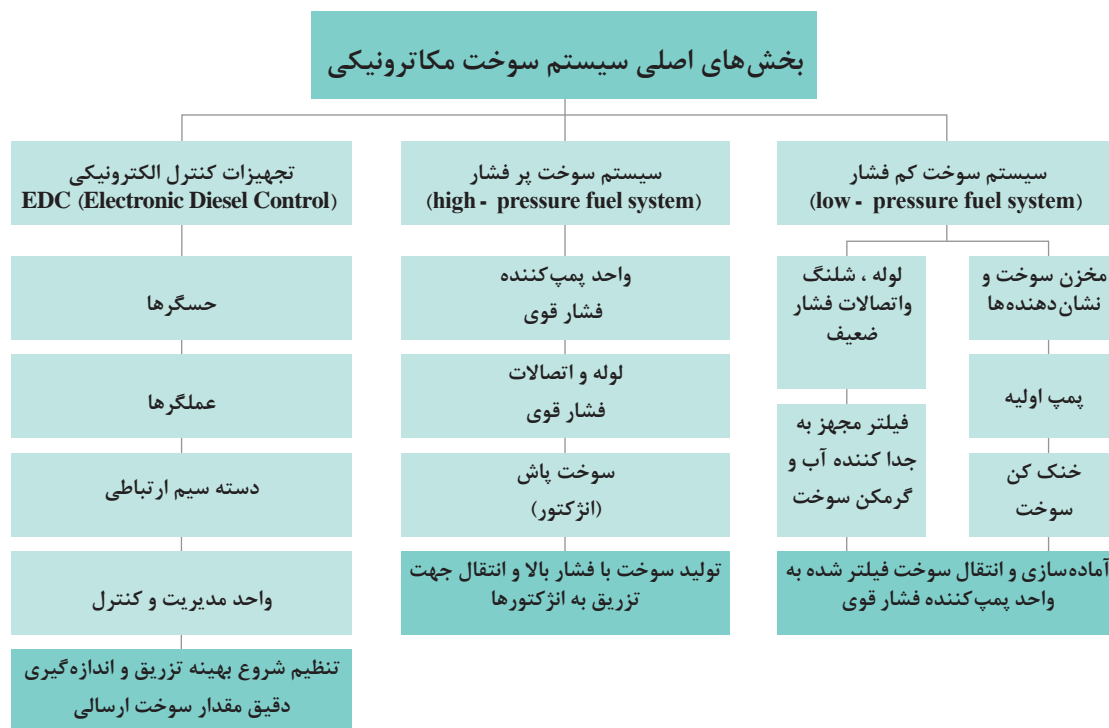 بخش‌های اصلی سیستم سوخت مکاترونیکی
سیستم سوخت کم فشار
(low - pressure fuel system)
مخزن سوخت و
نشان‌دهنده‌ها
پمپ اولیه
خنک کن
سوخت
لوله ، شلنگ
واتصالات فشار
ضعیف
فیلتر مجهز به
جدا کننده آب و
گرمکن سوخت
آماده‌سازی و انتقال سوخت فیلتر شده به
واحد پمپ‌کننده فشار قوی
سیستم سوخت پر فشار
(high - pressure fuel system)
واحد پمپ‌کننده
فشار قوی
لوله و اتصالات
فشار قوی
سوخت پاش
(انژکتور)
تولید سوخت با فشار بالا و انتقال جهت
تزریق به انژکتورها
تجهیزات کنترل الکترونیکی
EDC (Electronic Diesel Control)
حسگرها
عملگرها
دسته سیم ارتباطی
واحد مدیریت و کنترل
تنظیم شروع بهینه تزریق و اندازه‌گیری
دقیق مقدار سوخت ارسالی